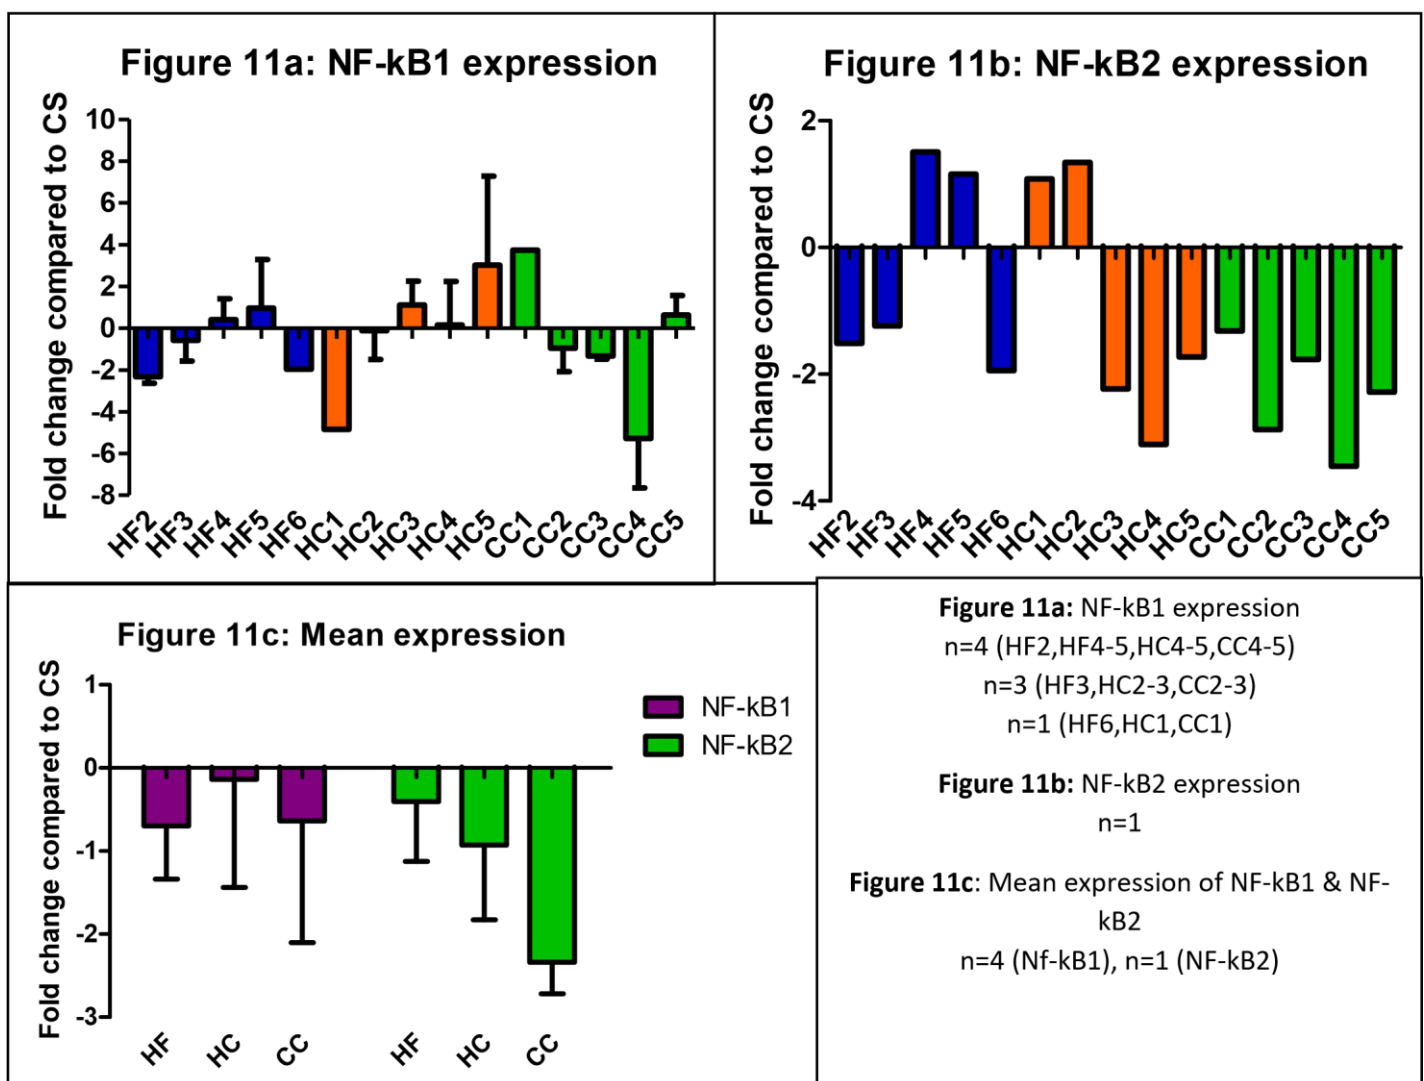 Figure 11a: NF-kB1 expression
Fold change compared to CS
10
8
6
4
2
0
-2
-4
-6
-8
HF2
HF3
HF4
HF5
HF6
HC1
HC2
HC3
HC4
HC5
CC1
CC2
CC3
CC4
CC5
Figure 11b: NF-kB2 expression
Fold change compared to CS
2
0
-2
-4
HF2
HF3
HF4
HF5
HF6
HC1
HC2
HC3
HC4
HC5
CC1
CC2
CC3
CC4
CC5
Figure 11c: Mean expression
Fold change compared to CS
1
0
-1
-2
-3
HF
HC
CC
HF
HC
CC
NF-kB1
NF-kB2
Figure 11a: NF-kB1 expression
n=4 (HF2,HF4-5,HC4-5,CC4-5)
n=3 (HF3,HC2-3,CC2-3)
n=1 (HF6,HC1,CC1)
Figure 11b: NF-kB2 expression
n=1
Figure 11c: Mean expression of NF-kB1 & NF-
kB2
n=4 (Nf-kB1), n=1 (NF-kB2)